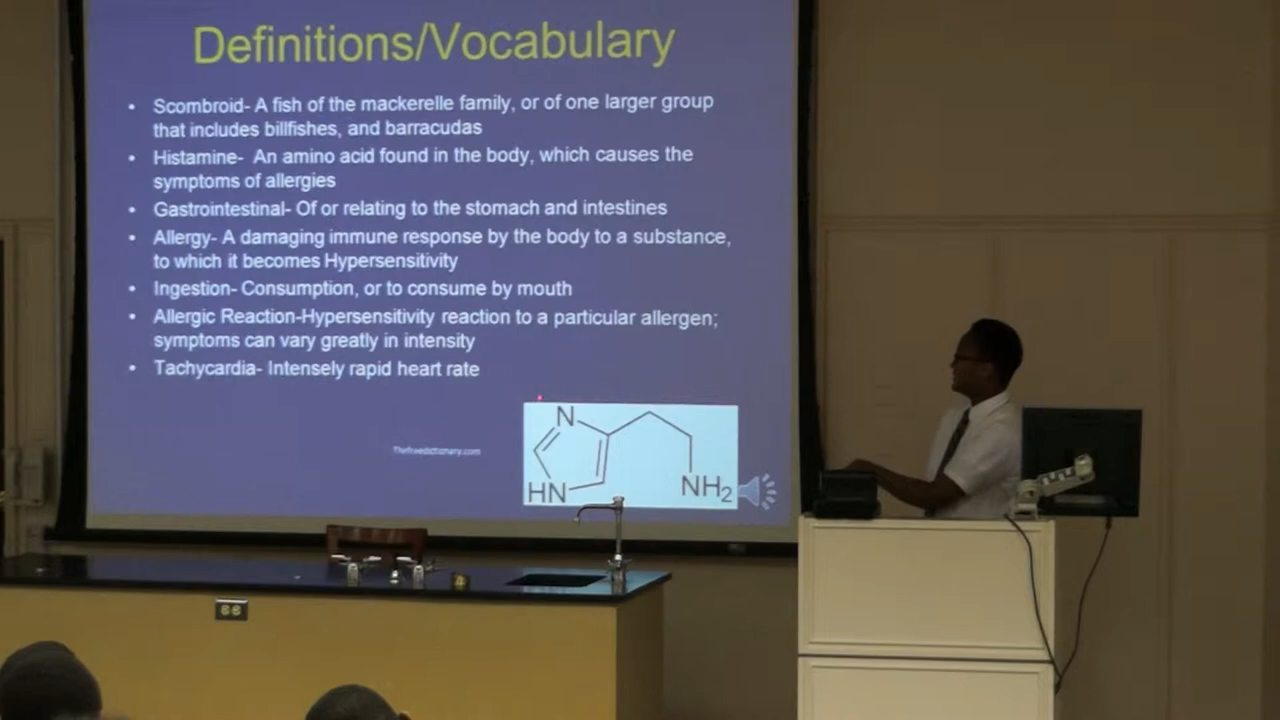 Definitions/Vocabulary
• Scombroid- A fish of the mackerelle family, or of one larger group
that includes billfishes, and barracudas
• Histamine- An amino acid found in the body, which causes the
symptoms of allergies
• Gastrointestinal- Of or relating to the stomach and intestines
• Allergy- A damaging immune response by the body to a substance,
to which it becomes Hypersensitivity
• Ingestion- Consumption, or to consume by mouth
• Allergic Reaction-Hypersensitivity reaction to a particular allergen;
symptoms can vary greatly in intensity
• Tachycardia- Intensely rapid heart rate
Thefreedictionary.com
N
HN
NH2